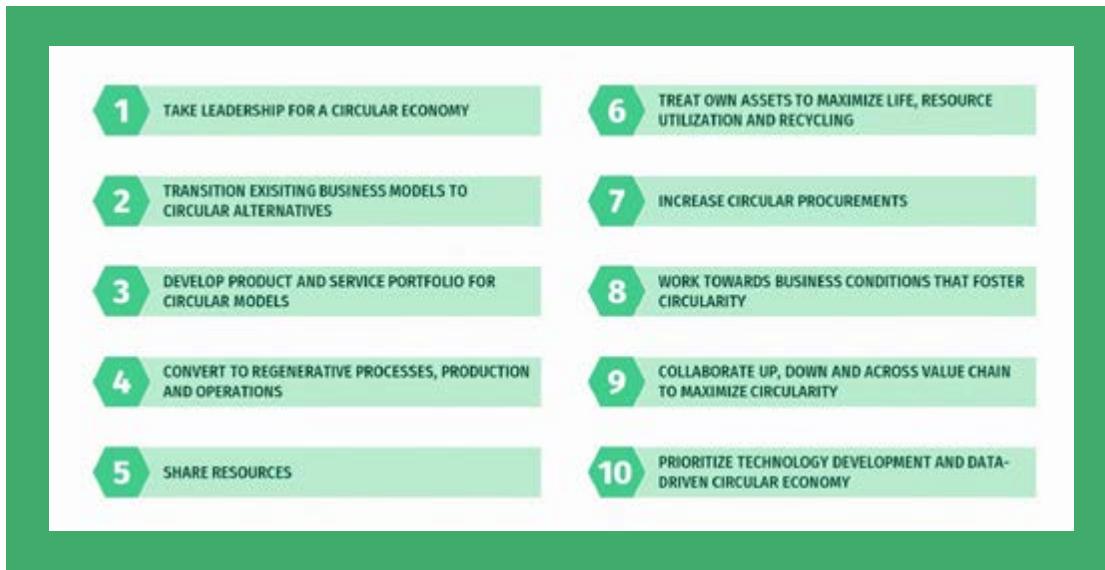 1 TAKE LEADERSHIP FOR A CIRCULAR ECONOMY
2 TRANSITION EXISITING BUSINESS MODELS TO
CIRCULAR ALTERNATIVES
3 DEVELOP PRODUCT AND SERVICE PORTFOLIO FOR
CIRCULAR MODELS
4 CONVERT TO REGENERATIVE PROCESSES, PRODUCTION
AND OPERATIONS
5 SHARE RESOURCES
6 TREAT OWN ASSETS TO MAXIMIZE LIFE, RESOURCE
UTILIZATION AND RECYCLING
7 INCREASE CIRCULAR PROCUREMENTS
8 WORK TOWARDS BUSINESS CONDITIONS THAT FOSTER
CIRCULARITY
9 COLLABORATE UP, DOWN AND ACROSS VALUE CHAIN
TO MAXIMIZE CIRCULARITY
10 PRIORITIZE TECHNOLOGY DEVELOPMENT AND DATA-
DRIVEN CIRCULAR ECONOMY